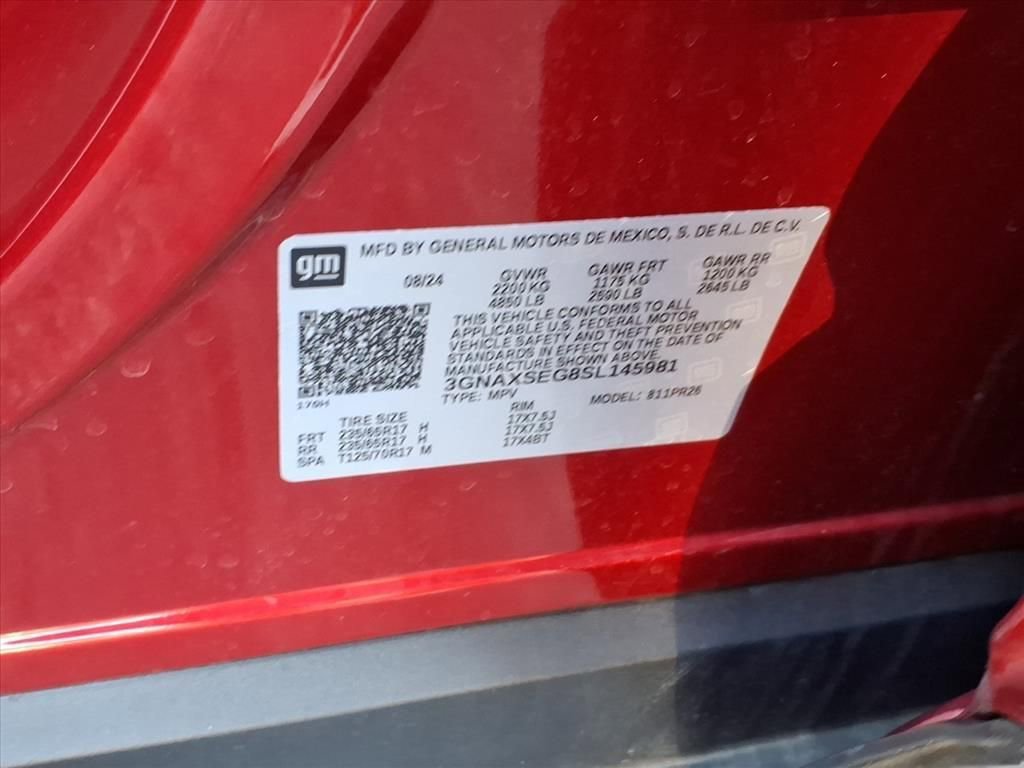 gm
MFD BY GENERAL MOTORS DE MEXICO, S. DE R.L. DE C.V.
08/24 GVWR GAWR FRT GAWR RR
2200 KG 1175 KG 1200 KG
4850 LB 2590 LB 2645 LB
THIS VEHICLE CONFORMS TO ALL
APPLICABLE U.S. FEDERAL MOTOR
VEHICLE SAFETY AND THEFT PREVENTION
STANDARDS IN EFFECT ON THE DATE OF
MANUFACTURE SHOWN ABOVE.
3GNAXSEG8SL145981
TYPE: MPV MODEL: 811PR26
TIRE SIZE RIM
FRT 235/65R17 H 17X7.5J
RR 235/65R17 H 17X7.5J
SPA T125/70R17 M 17X4BT